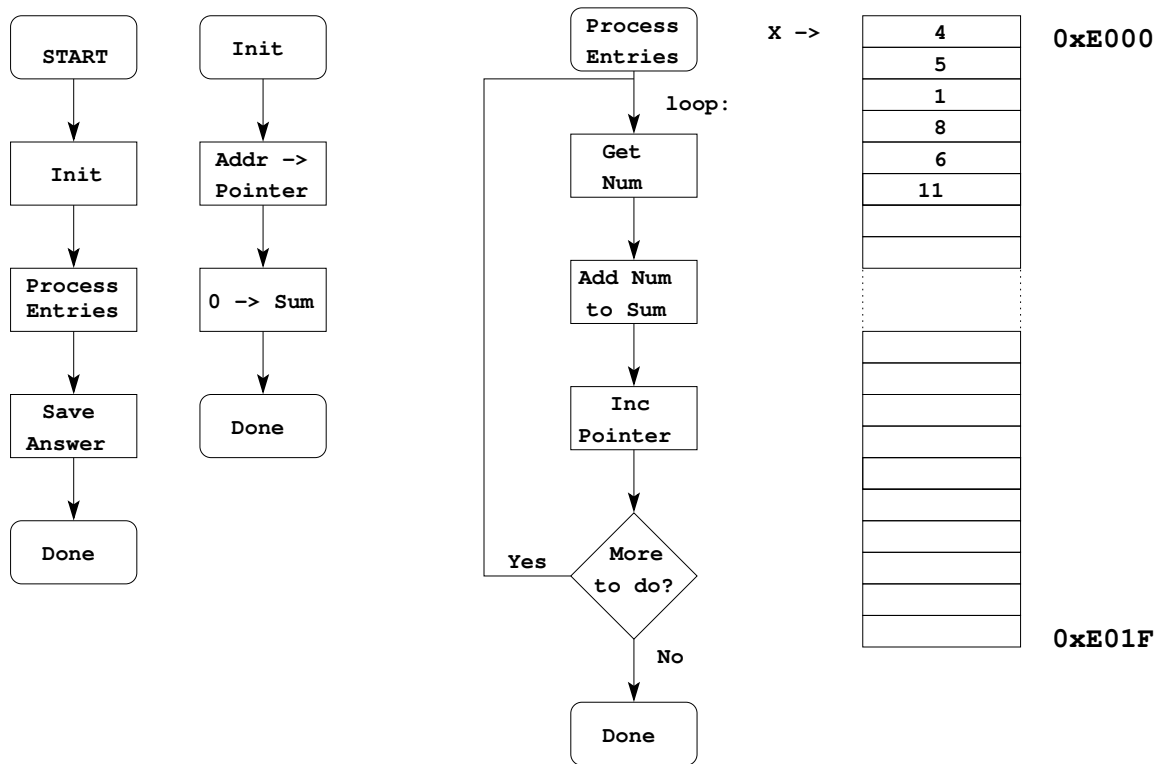 START
Init
Process
Entries
Save
Answer
Done
Init
Addr −>
Pointer
0 −> Sum
Done
Process
Entries
loop:
Get
Num
Add Num
to Sum
Inc
Pointer
More
to do?
Yes
No
Done
X −>
4
5
1
8
6
11
0xE000
0xE01F